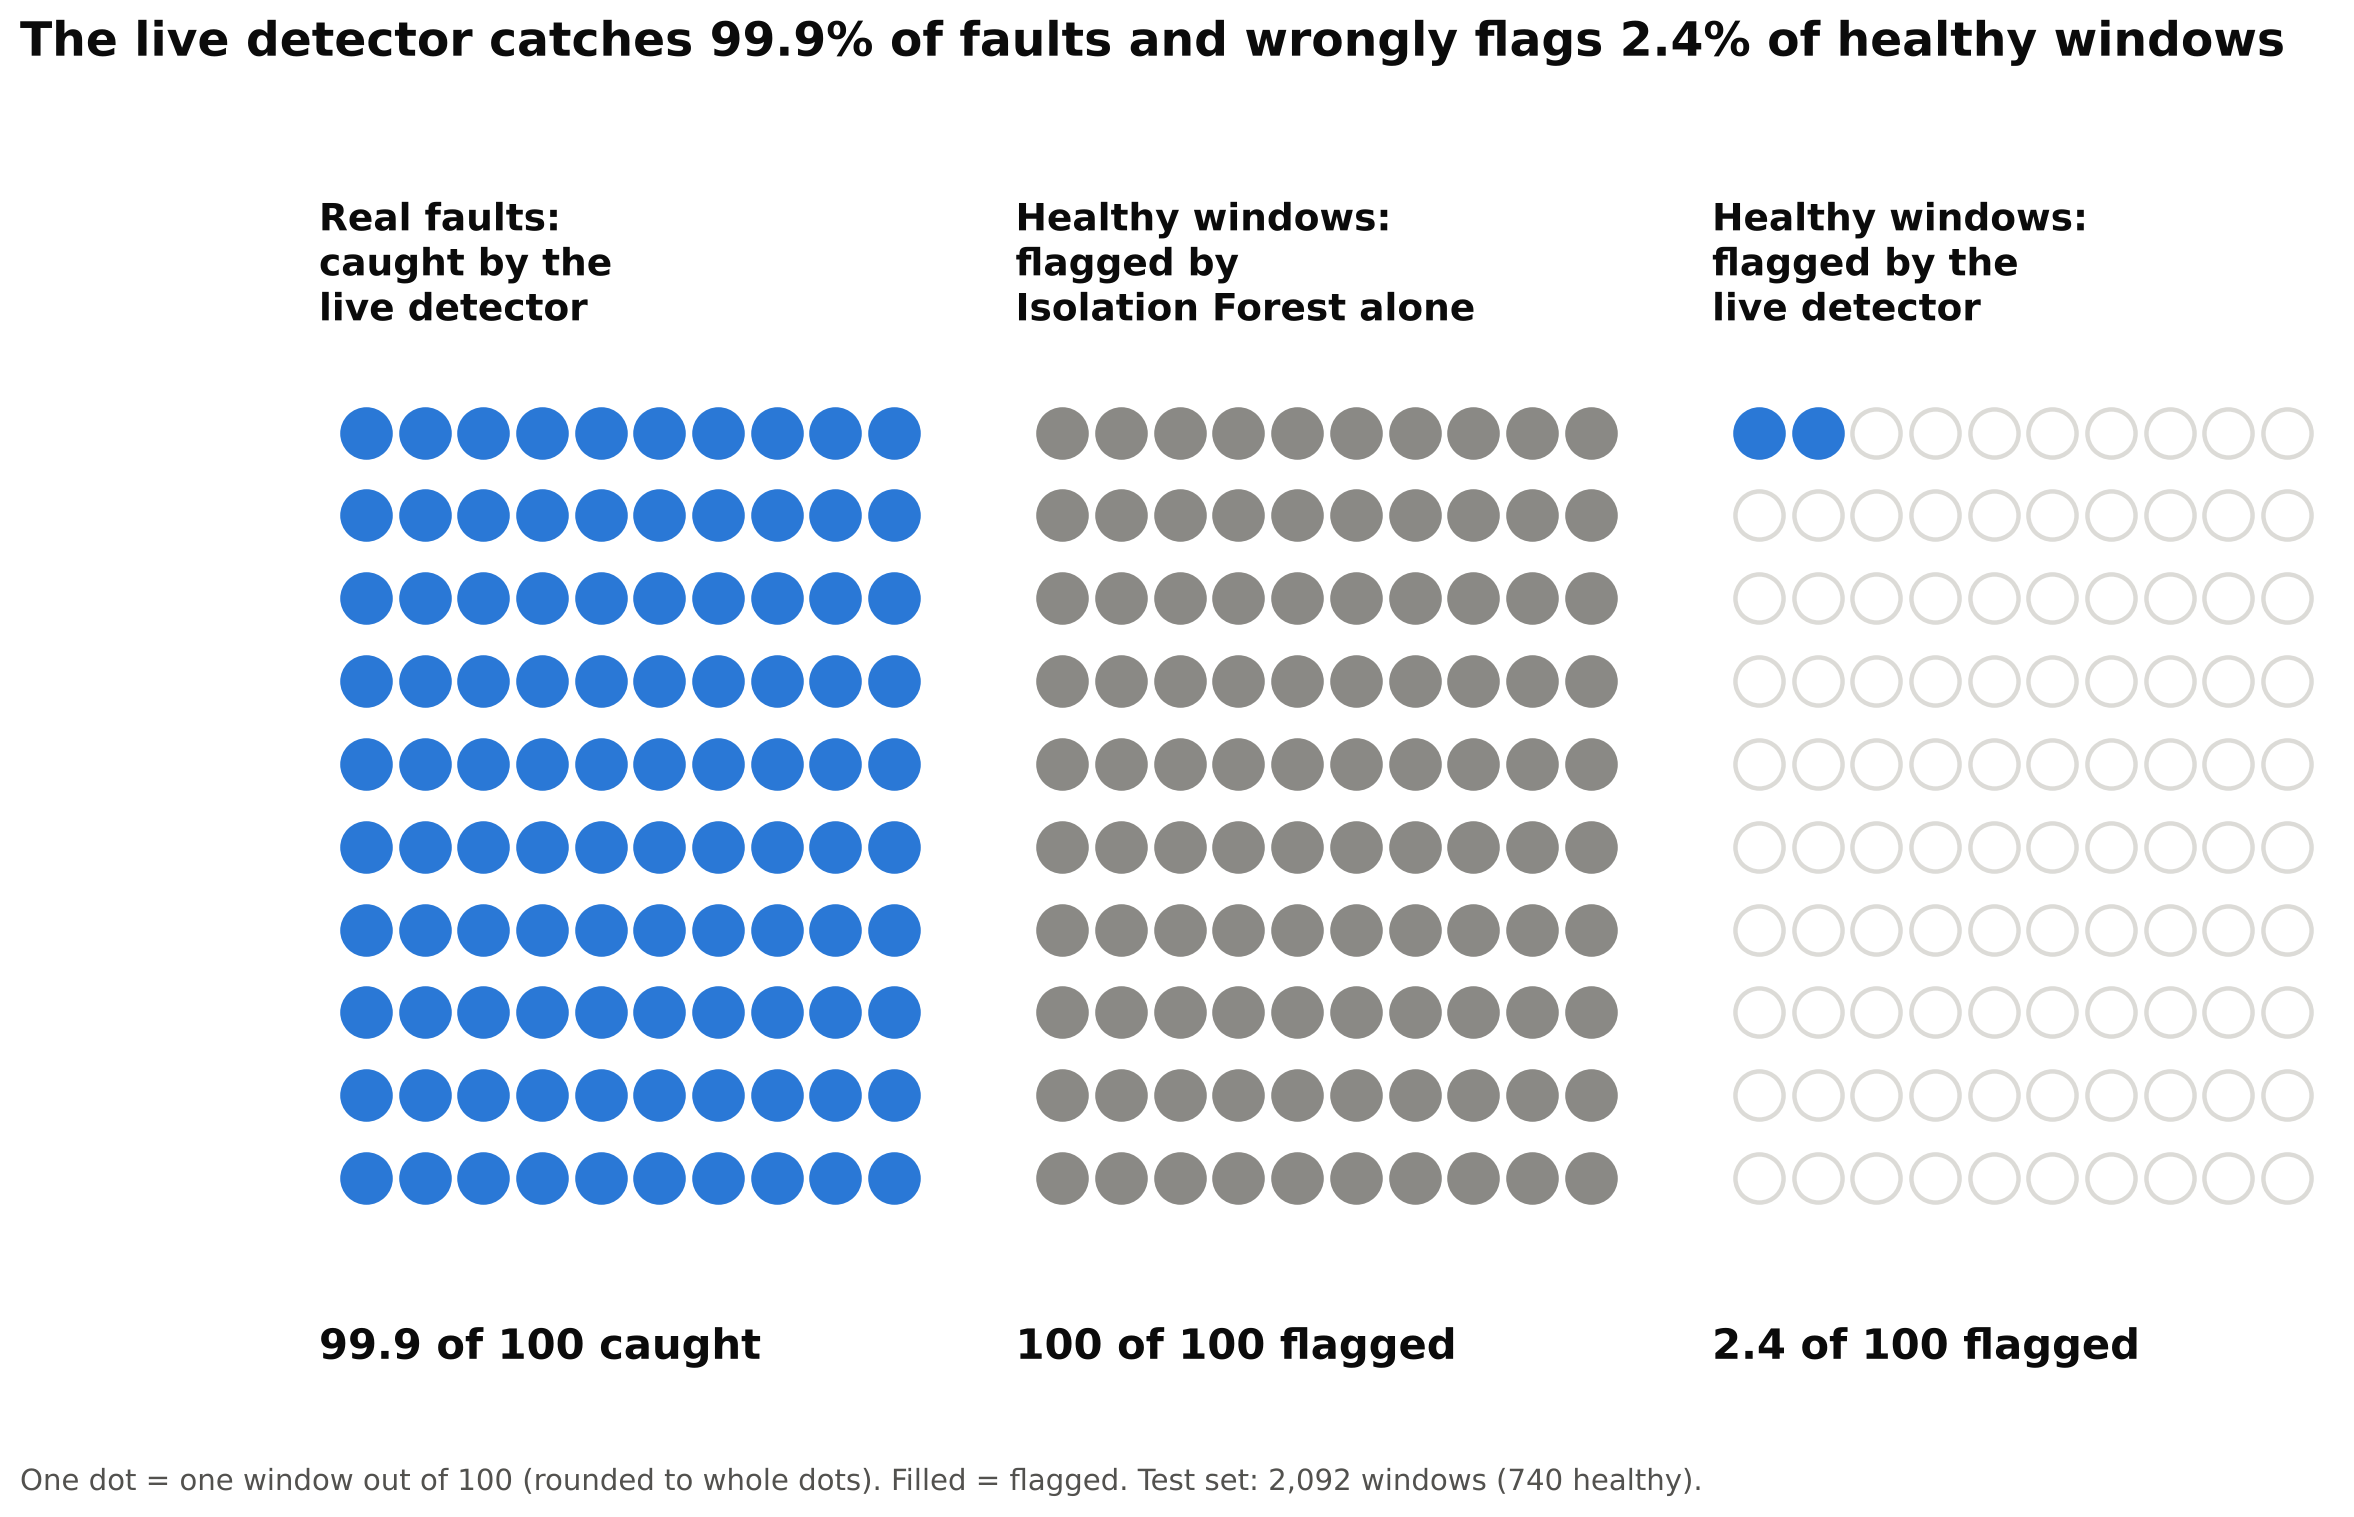 The live detector catches 99.9% of faults and wrongly flags 2.4% of healthy windows
Real faults:
caught by the
live detector
Healthy windows:
flagged by
Isolation Forest alone
Healthy windows:
flagged by the
live detector
99.9 of 100 caught
100 of 100 flagged
2.4 of 100 flagged
One dot = one window out of 100 (rounded to whole dots). Filled = flagged. Test set: 2,092 windows (740 healthy).